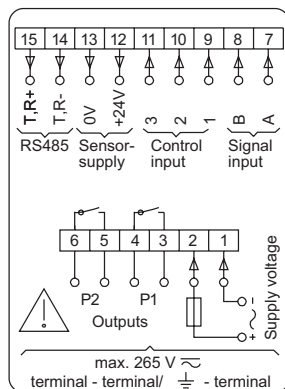 15 14 13 12 11 10 9 8 7
T,R+ T,R- 0V +24V 3 2 1 B A
RS485 Sensor-supply Control input Signal input
6 5 4 3 2 1
P2 P1
Outputs
Supply voltage
- +
max. 265 V
terminal - terminal/ - terminal